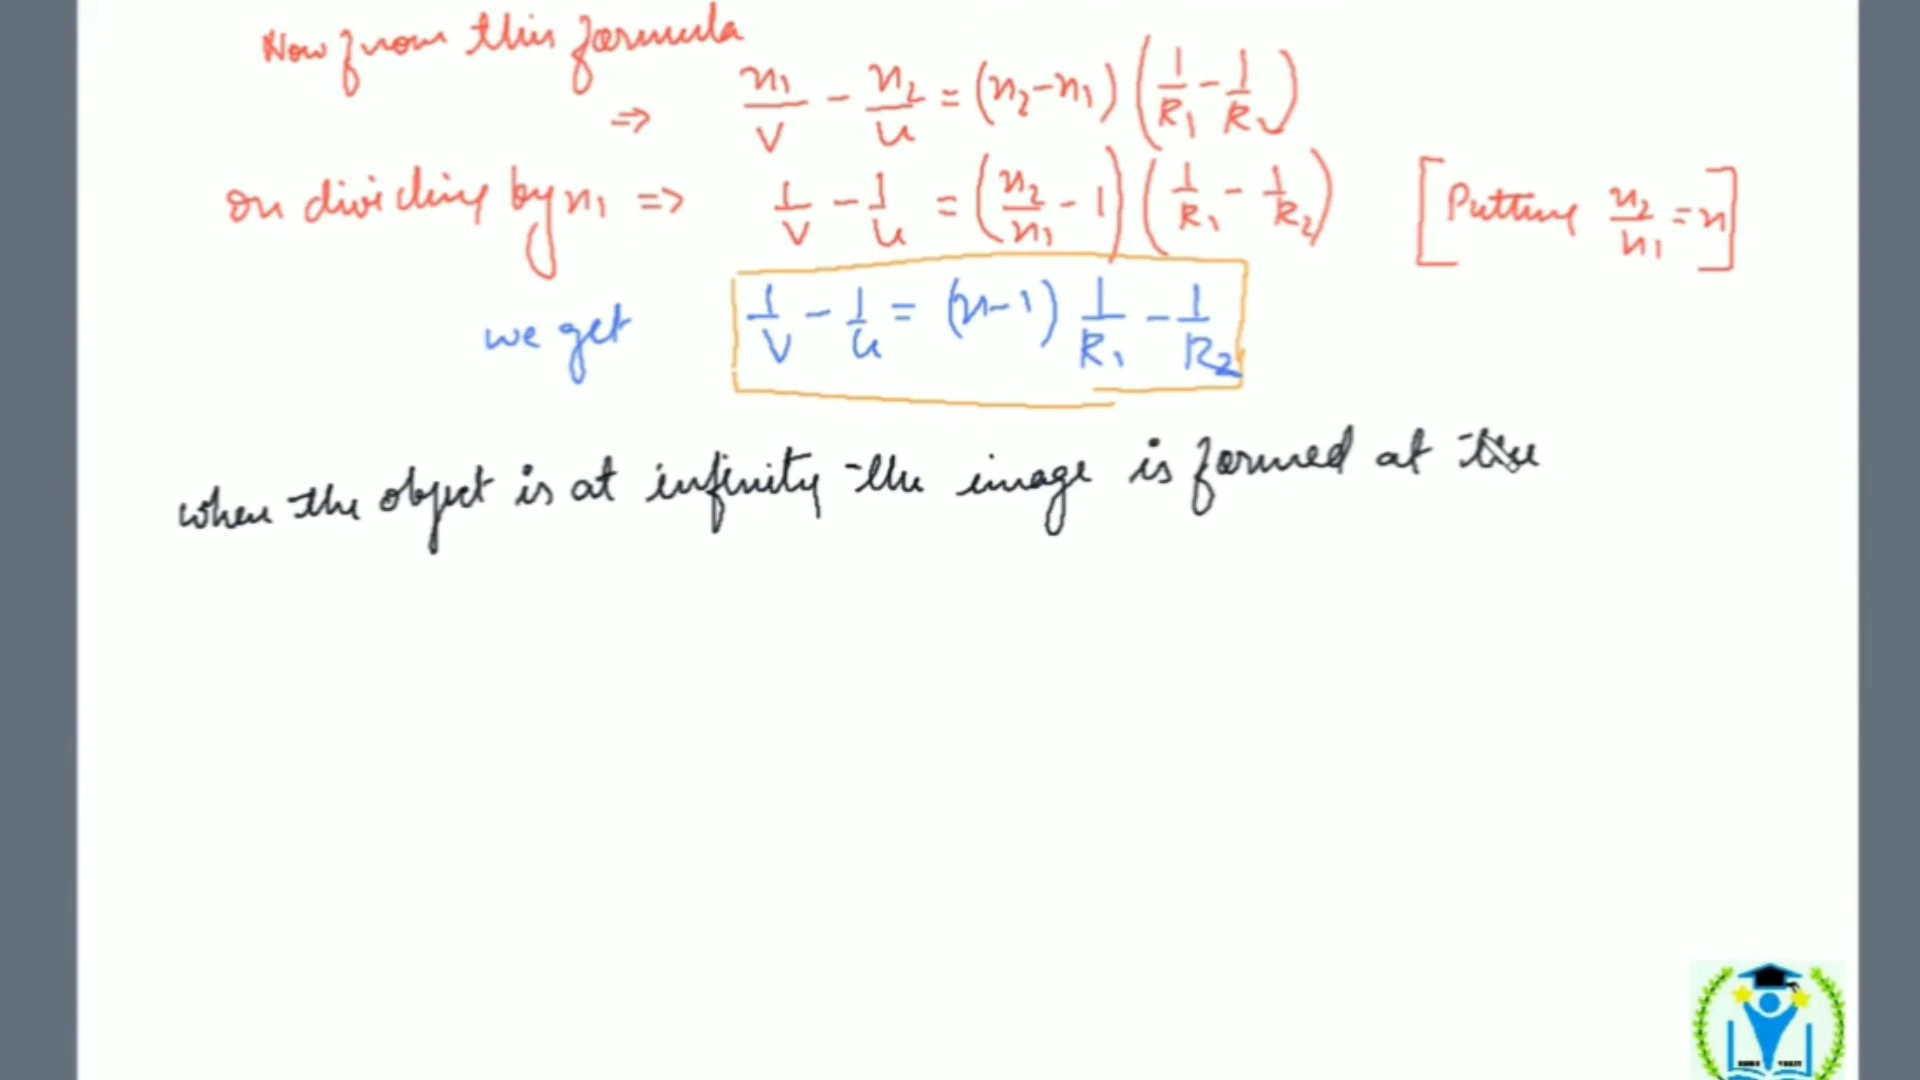 Now from this formula
=> n₁/v - n₂/u = (n₂-n₁) (1/R₁ - 1/R₂)
on dividing by n₁ => 1/v - 1/u = (n₂/n₁ - 1) (1/R₁ - 1/R₂) [Putting n₂/n₁ = n]
we get 1/v - 1/u = (n-1) 1/R₁ - 1/R₂
when the object is at infinity the image is formed at the